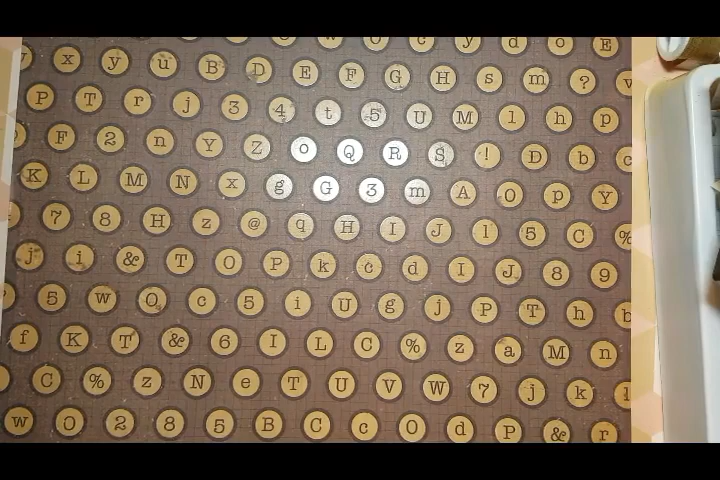 c y d o E
x y u B D E F G H s m ? v
P T r j 3 4 t 5 U M l h p
F 2 n Y Z o Q R S ! D b c
K L M N x g G 3 m A O p Y
7 8 H z @ q H I J l 5 C %
j i & T O P k c d I J 8 9
5 w O c 5 i U g j P T h b
f K T & 6 I L C % z a M n
C % z N e T U V W 7 j k
w O 2 8 5 B C c O d P & r